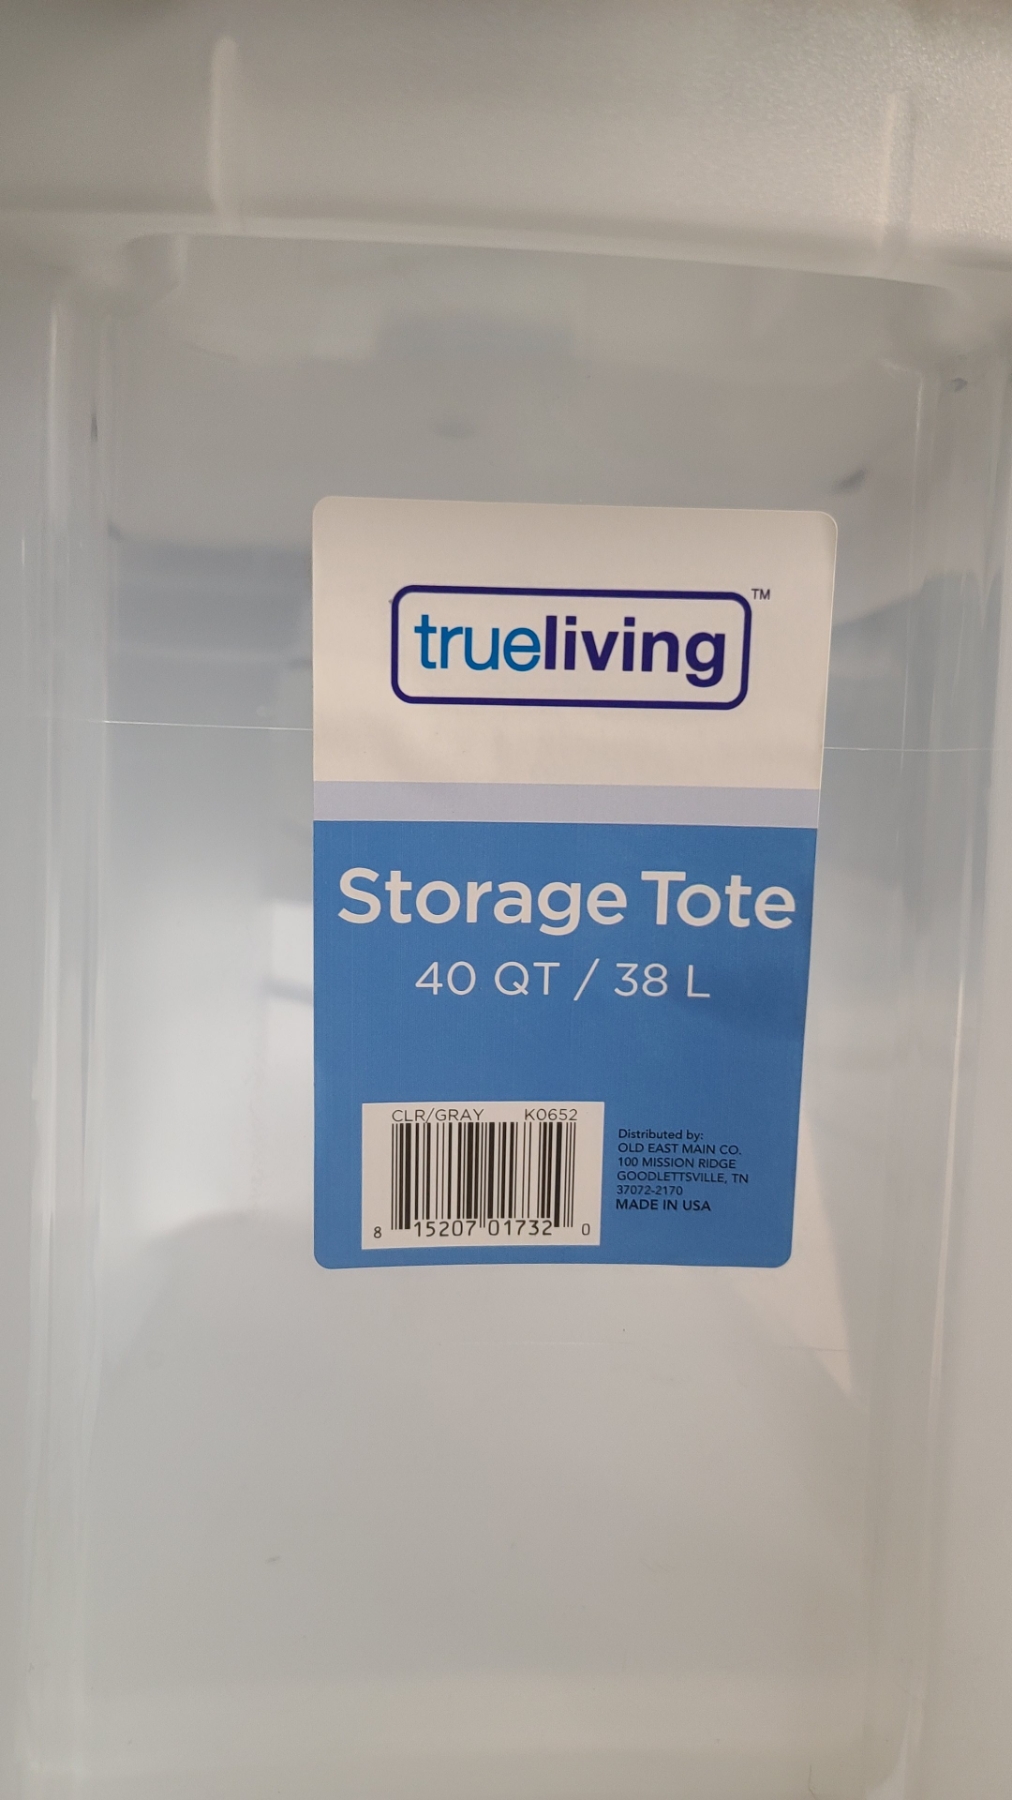 trueliving™
Storage Tote
40 QT / 38 L
CLR/GRAY K0652
8 15207 01732 0
Distributed by:
OLD EAST MAIN CO.
100 MISSION RIDGE
GOODLETTSVILLE, TN
37072-2170
MADE IN USA